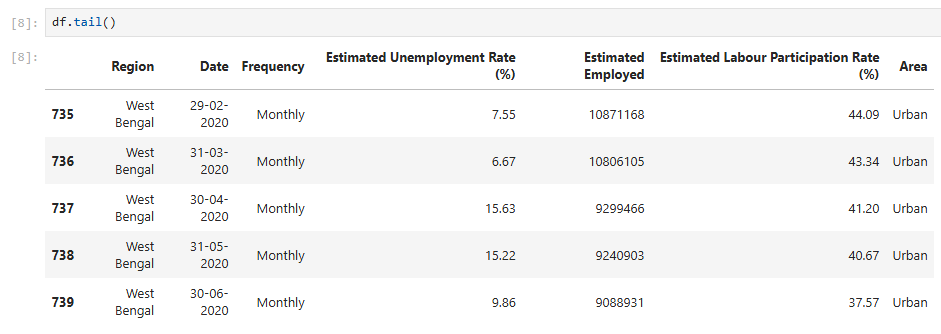 [8]: df.tail()
[8]:
Region Date Frequency Estimated Unemployment Rate (%) Estimated Employed Estimated Labour Participation Rate (%) Area
735 West Bengal 29-02-2020 Monthly 7.55 10871168 44.09 Urban
736 West Bengal 31-03-2020 Monthly 6.67 10806105 43.34 Urban
737 West Bengal 30-04-2020 Monthly 15.63 9299466 41.20 Urban
738 West Bengal 31-05-2020 Monthly 15.22 9240903 40.67 Urban
739 West Bengal 30-06-2020 Monthly 9.86 9088931 37.57 Urban